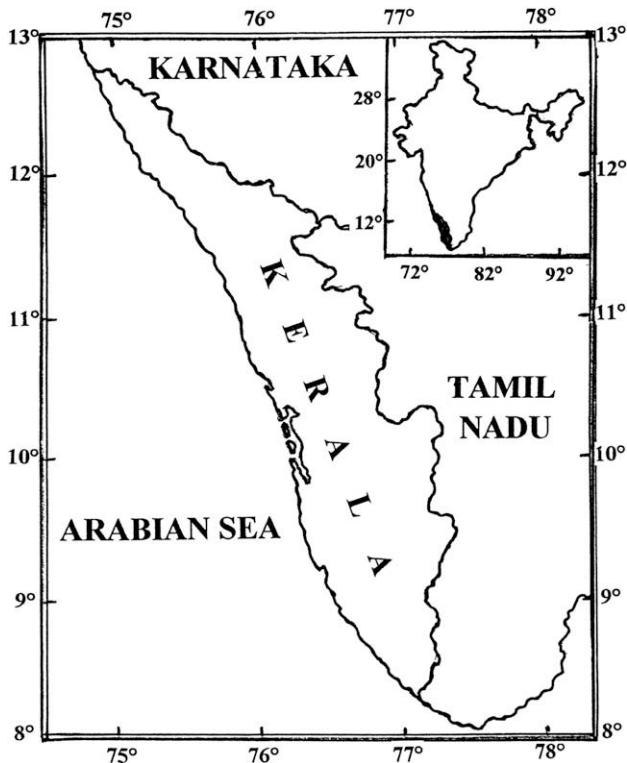 75° 76° 77° 78°
13° 13°
KARNATAKA
28°
20°
12°
72° 82° 92°
12° 12°
11° 11°
K
E
R
A
L
A
TAMIL
NADU
10° 10°
ARABIAN SEA
9° 9°
8° 8°
75° 76° 77° 78°